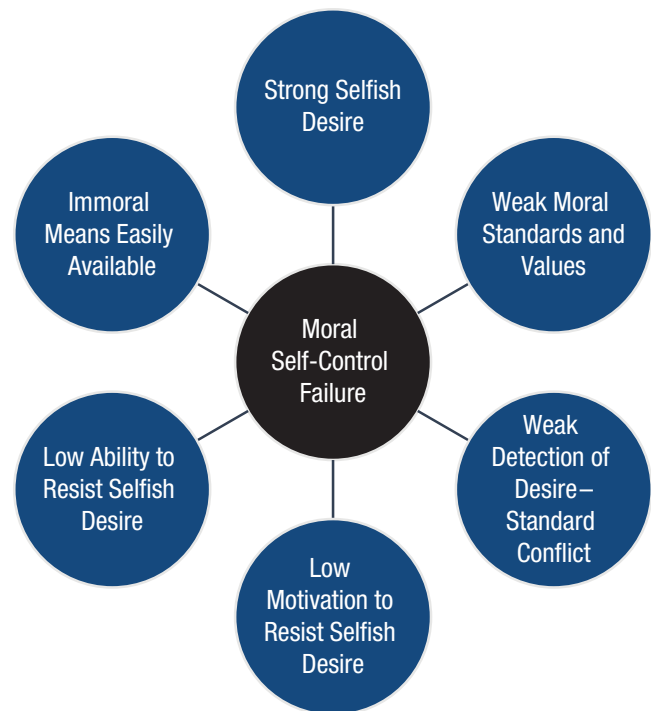 Strong Selfish
Desire
Immoral
Means Easily
Available
Weak Moral
Standards and
Values
Moral
Self-Control
Failure
Low Ability to
Resist Selfish
Desire
Weak
Detection of
Desire–
Standard
Conflict
Low
Motivation to
Resist Selfish
Desire